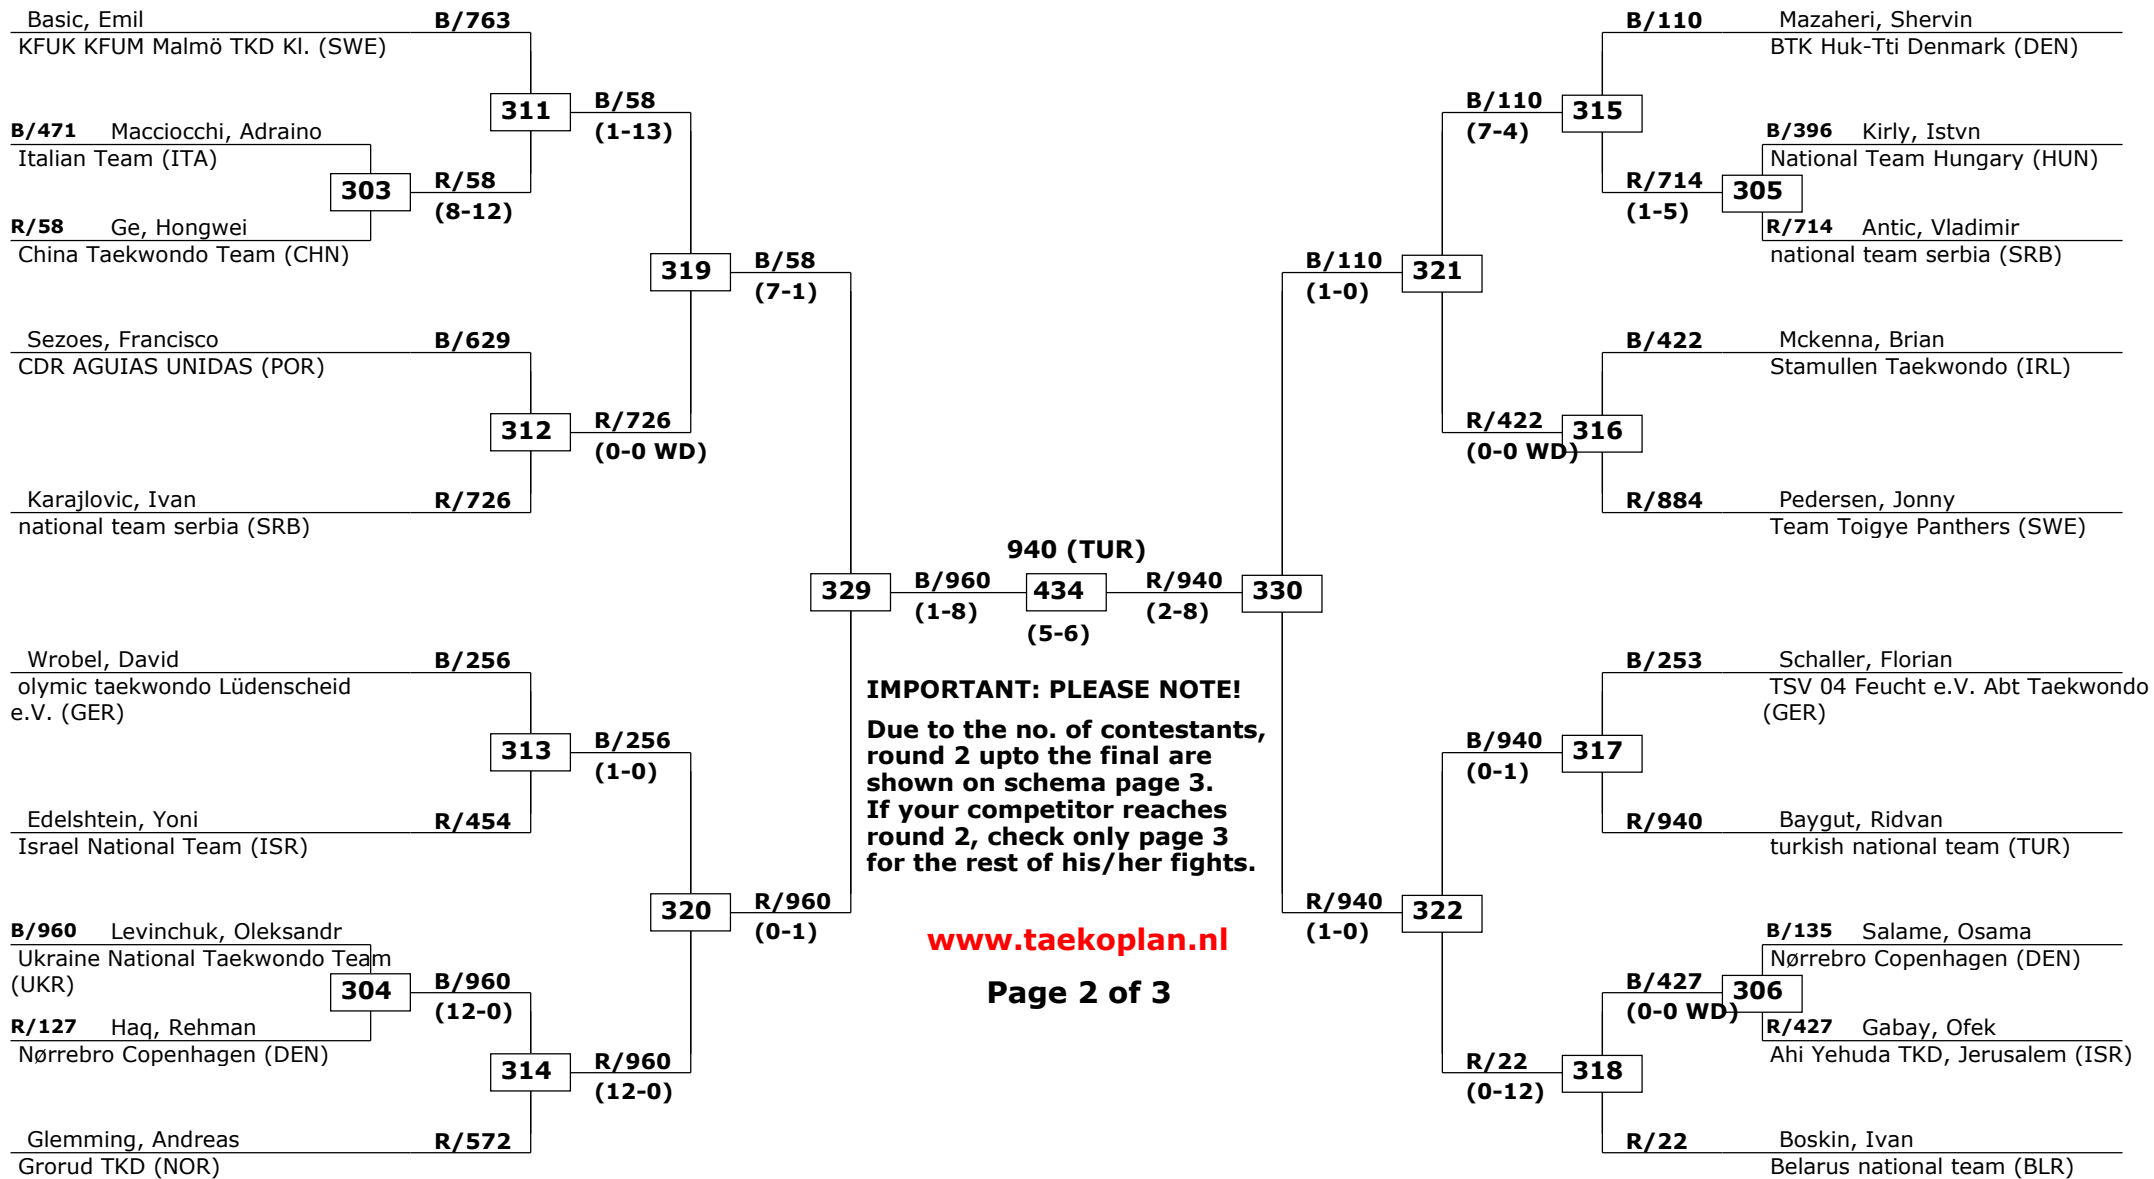 Basic, Emil
B/763
KFUK KFUM Malmö TKD Kl. (SWE)
311
B/58
(1-13)
B/471 Macciocchi, Adraino
Italian Team (ITA)
303
R/58
(8-12)
R/58 Ge, Hongwei
China Taekwondo Team (CHN)
319
B/58
(7-1)
Sezoes, Francisco
B/629
CDR AGUIAS UNIDAS (POR)
312
R/726
(0-0 WD)
Karajlovic, Ivan
R/726
national team serbia (SRB)
329
B/960
(1-8)
Wrobel, David
B/256
olymic taekwondo Lüdenscheid
e.V. (GER)
313
B/256
(1-0)
Edelshtein, Yoni
R/454
Israel National Team (ISR)
320
R/960
(0-1)
B/960 Levinchuk, Oleksandr
Ukraine National Taekwondo Team
(UKR)
304
B/960
(12-0)
R/127 Haq, Rehman
Nørrebro Copenhagen (DEN)
314
R/960
(12-0)
Glemming, Andreas
R/572
Grorud TKD (NOR)
940 (TUR)
434
(5-6)
IMPORTANT: PLEASE NOTE!
Due to the no. of contestants,
round 2 upto the final are
shown on schema page 3.
If your competitor reaches
round 2, check only page 3
for the rest of his/her fights.
www.taekoplan.nl
Page 2 of 3
B/110
Mazaheri, Shervin
BTK Huk-Tti Denmark (DEN)
B/110
(7-4)
315
B/396 Kirly, Istvn
National Team Hungary (HUN)
R/714
(1-5)
305
R/714 Antic, Vladimir
national team serbia (SRB)
B/110
(1-0)
321
B/422
Mckenna, Brian
Stamullen Taekwondo (IRL)
R/422
(0-0 WD)
316
R/884
Pedersen, Jonny
Team Toigye Panthers (SWE)
R/940
(2-8)
330
B/253
Schaller, Florian
TSV 04 Feucht e.V. Abt Taekwondo
(GER)
B/940
(0-1)
317
R/940
Baygut, Ridvan
turkish national team (TUR)
R/940
(1-0)
322
B/135 Salame, Osama
Nørrebro Copenhagen (DEN)
B/427
(0-0 WD)
306
R/427 Gabay, Ofek
Ahi Yehuda TKD, Jerusalem (ISR)
R/22
(0-12)
318
R/22
Boskin, Ivan
Belarus national team (BLR)